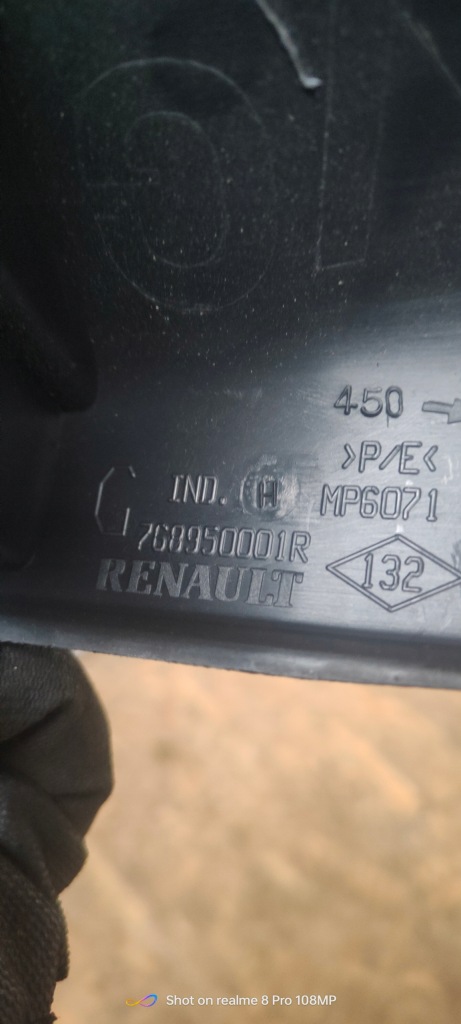 450
>P/E<
IND. H MP6071
G
768950001R
RENAULT
132
Shot on realme 8 Pro 108MP